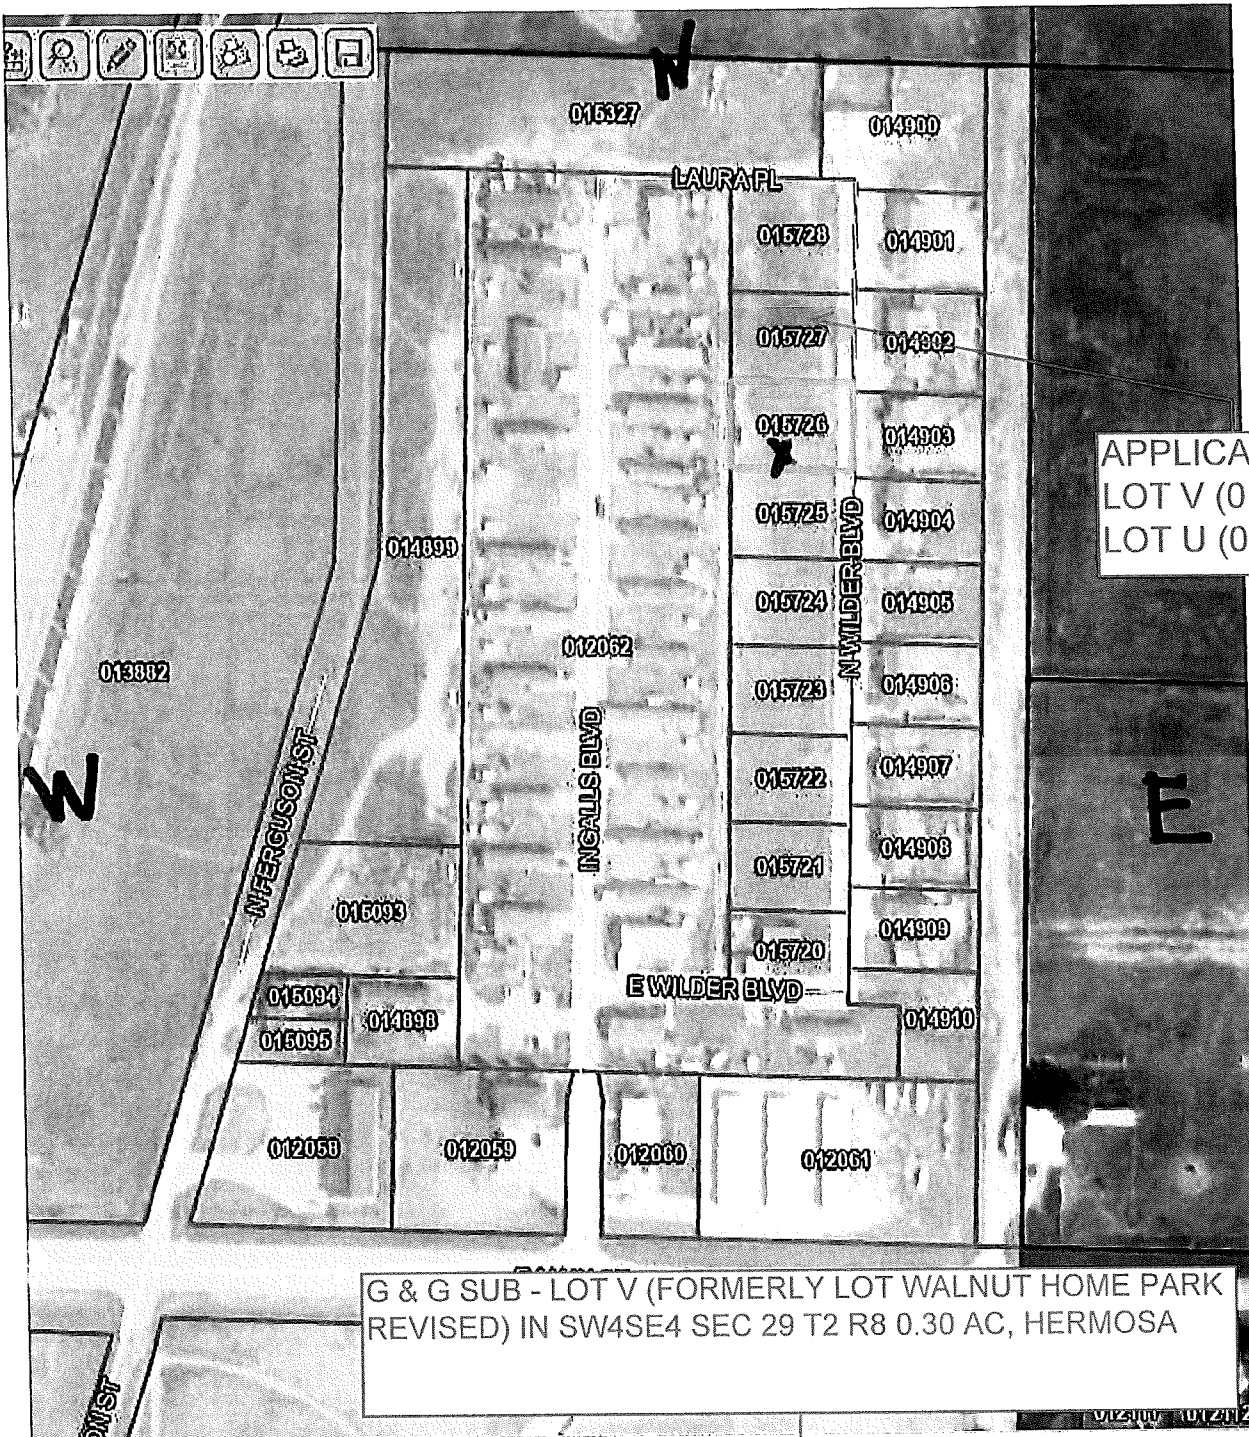 N
015327
014900
LAURA PL
015728
014901
015727
014902
015726
014903
X
APPLICA
LOT V (0
LOT U (0
015725
014904
N WILDER BLVD
014899
015724
014905
012062
013882
015723
014906
INGALLS BLVD
N FERGUSON ST
W
E
015722
014907
015721
014908
015093
014909
015720
E WILDER BLVD
015094
014898
014910
015095
012058
012059
012060
012061
G & G SUB - LOT V (FORMERLY LOT WALNUT HOME PARK
REVISED) IN SW4SE4 SEC 29 T2 R8 0.30 AC, HERMOSA
ON ST